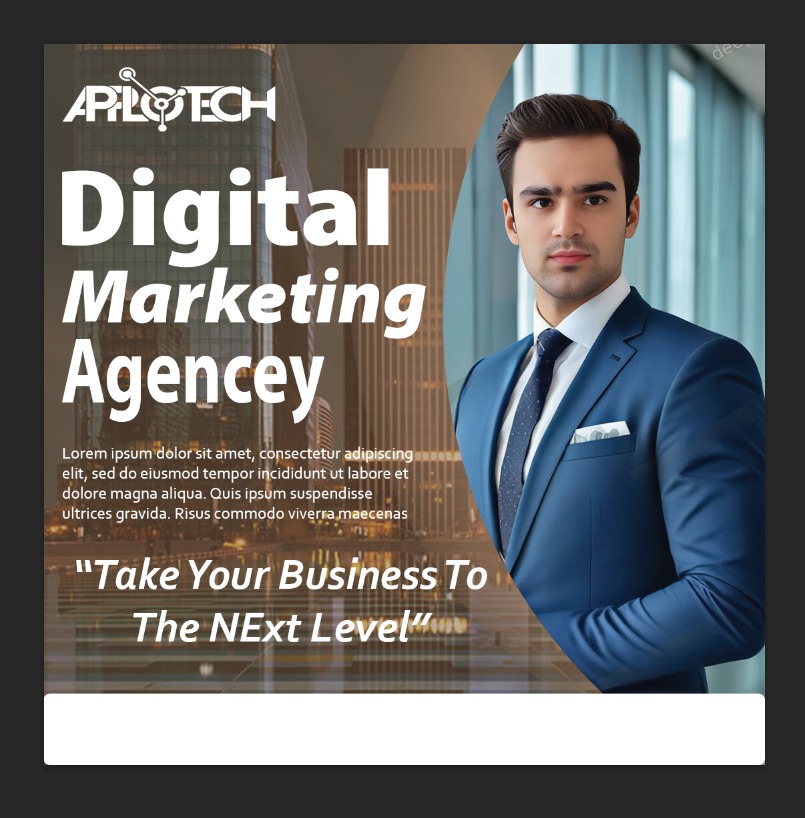 APFLOTECH
Digital
Marketing
Agencey
Lorem ipsum dolor sit amet, consectetur adipiscing
elit, sed do eiusmod tempor incididunt ut labore et
dolore magna aliqua. Quis ipsum suspendisse
ultrices gravida. Risus commodo viverra maecenas
“Take Your Business To
The NExt Level“